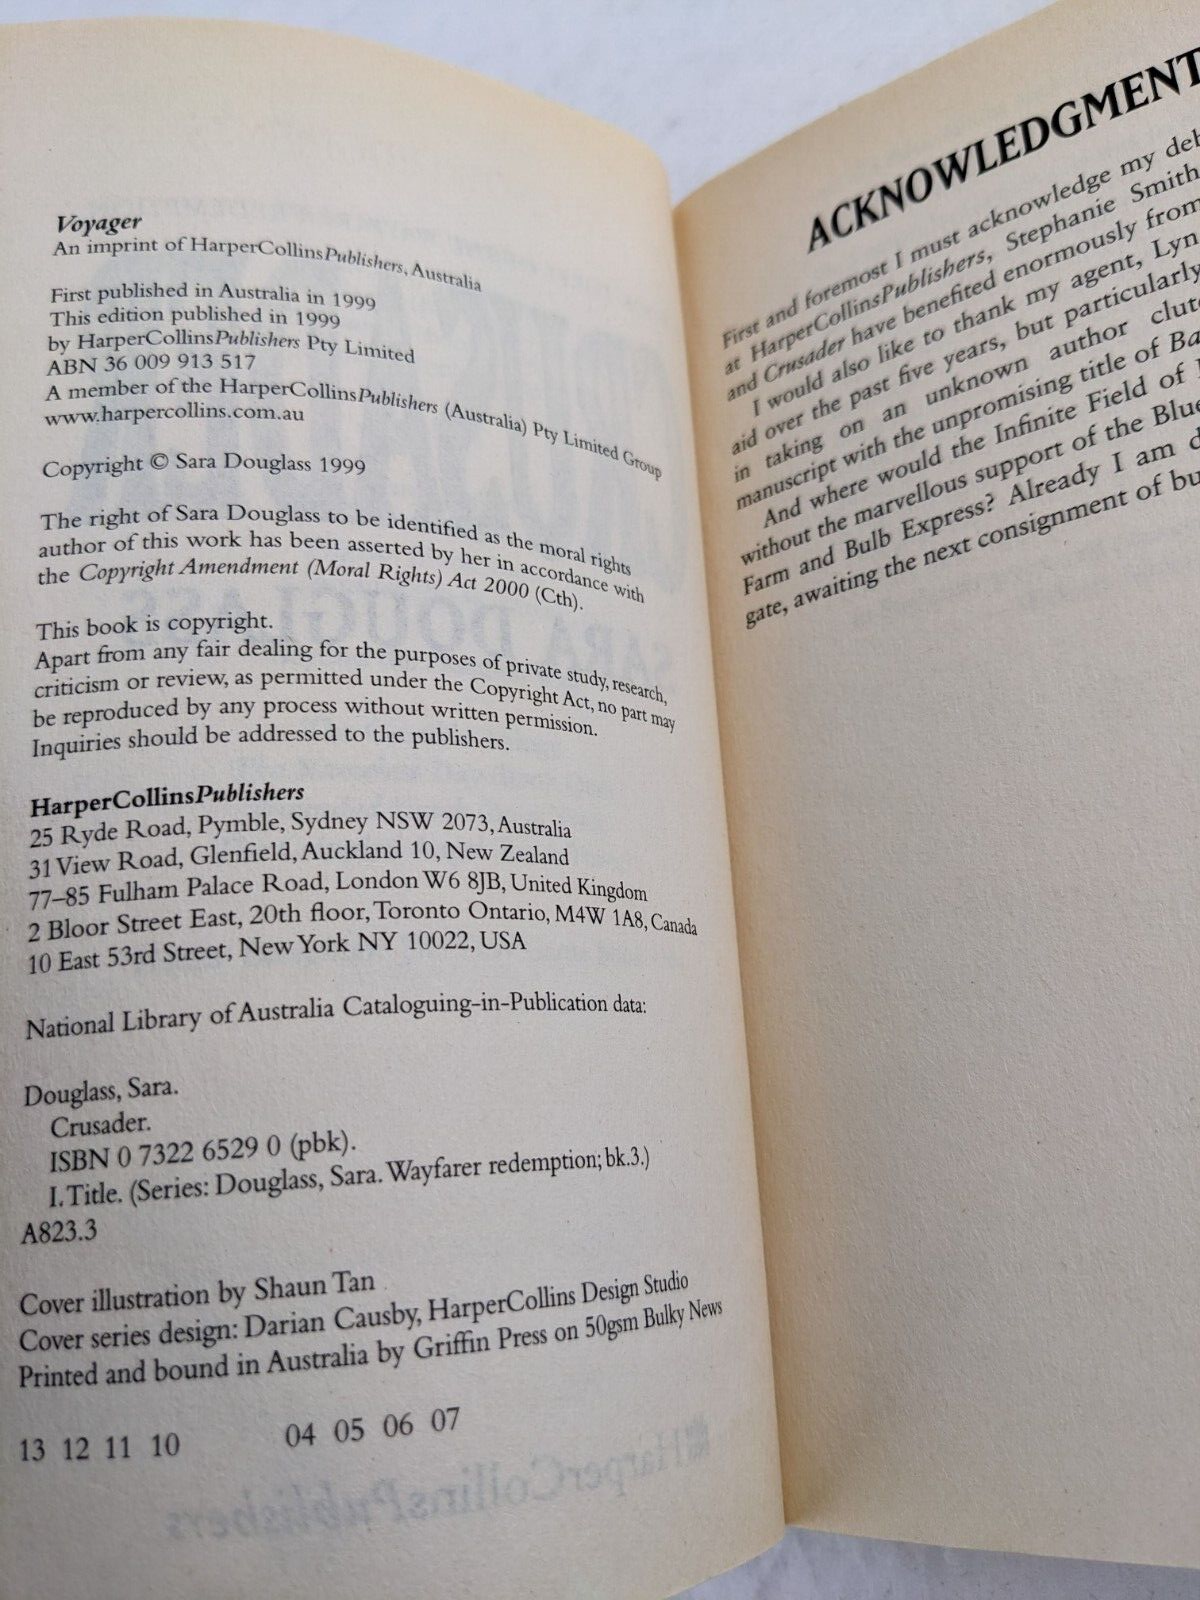 Voyager
An imprint of HarperCollinsPublishers, Australia
First published in Australia in 1999
This edition published in 1999
by HarperCollinsPublishers Pty Limited
ABN 36 009 913 517
A member of the HarperCollinsPublishers (Australia) Pty Limited Group
www.harpercollins.com.au
Copyright © Sara Douglass 1999
The right of Sara Douglass to be identified as the moral rights
author of this work has been asserted by her in accordance with
the Copyright Amendment (Moral Rights) Act 2000 (Cth).
This book is copyright.
Apart from any fair dealing for the purposes of private study, research,
criticism or review, as permitted under the Copyright Act, no part may
be reproduced by any process without written permission.
Inquiries should be addressed to the publishers.
HarperCollinsPublishers
25 Ryde Road, Pymble, Sydney NSW 2073, Australia
31 View Road, Glenfield, Auckland 10, New Zealand
77–85 Fulham Palace Road, London W6 8JB, United Kingdom
2 Bloor Street East, 20th floor, Toronto Ontario, M4W 1A8, Canada
10 East 53rd Street, New York NY 10022, USA
National Library of Australia Cataloguing-in-Publication data:
Douglass, Sara.
Crusader.
ISBN 0 7322 6529 0 (pbk).
I. Title. (Series: Douglass, Sara. Wayfarer redemption; bk.3.)
A823.3
Cover illustration by Shaun Tan
Cover series design: Darian Causby, HarperCollins Design Studio
Printed and bound in Australia by Griffin Press on 50gsm Bulky News
13 12 11 10 04 05 06 07
ACKNOWLEDGMENT
First and foremost I must acknowledge my
at HarperCollinsPublishers, Stephanie Smith
and Crusader have benefited enormously from
I would also like to thank my agent, Lyn
aid over the past five years, but particularly
in taking on an unknown author
manuscript with the unpromising title of
And where would the Infinite Field of
without the marvellous support of the Blue
Farm and Bulb Express? Already I am
gate, awaiting the next consignment of